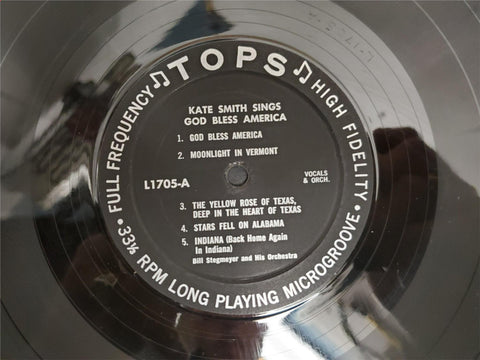 ♫TOPS♫
FULL FREQUENCY
HIGH FIDELITY
KATE SMITH SINGS
GOD BLESS AMERICA
1. GOD BLESS AMERICA
2. MOONLIGHT IN VERMONT
L1705-A
VOCALS
& ORCH.
3. THE YELLOW ROSE OF TEXAS,
DEEP IN THE HEART OF TEXAS
4. STARS FELL ON ALABAMA
5. INDIANA (Back Home Again
In Indiana)
Bill Stegmeyer and His Orchestra
• 33⅓ RPM LONG PLAYING MICROGROOVE •